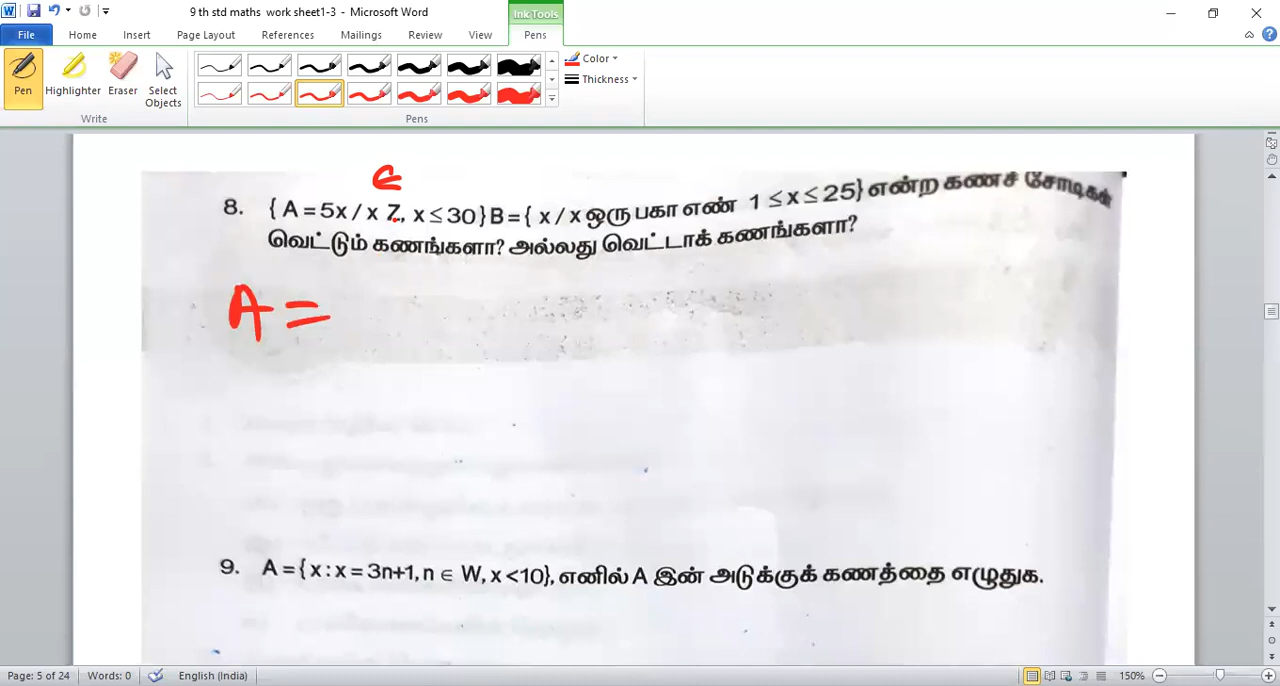 9 th std maths work sheet1-3 - Microsoft Word
Ink Tools
File Home Insert Page Layout References Mailings Review View Pens
Color
Thickness
Pen Highlighter Eraser Select Objects
Write Pens
∈
8. { A = 5x / x Z, x ≤ 30 } B = { x / x ஒரு பகா எண் 1 ≤ x ≤ 25} என்ற கணச் சோடிகள்
வெட்டும் கணங்களா? அல்லது வெட்டாக் கணங்களா?
A =
9. A = { x : x = 3n+1, n ∈ W, x <10}, எனில் A இன் அடுக்குக் கணத்தை எழுதுக.
Page: 5 of 24 Words: 0 English (India) 150%